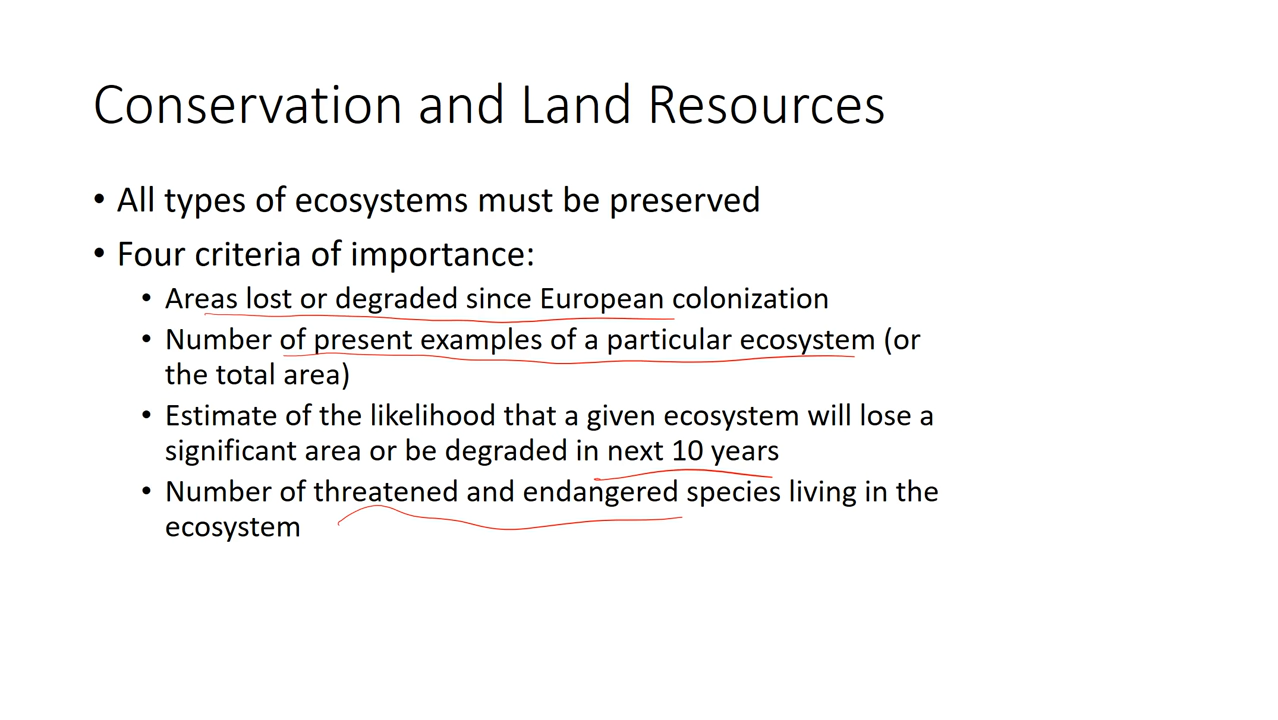 Conservation and Land Resources
• All types of ecosystems must be preserved
• Four criteria of importance:
• Areas lost or degraded since European colonization
• Number of present examples of a particular ecosystem (or
the total area)
• Estimate of the likelihood that a given ecosystem will lose a
significant area or be degraded in next 10 years
• Number of threatened and endangered species living in the
ecosystem